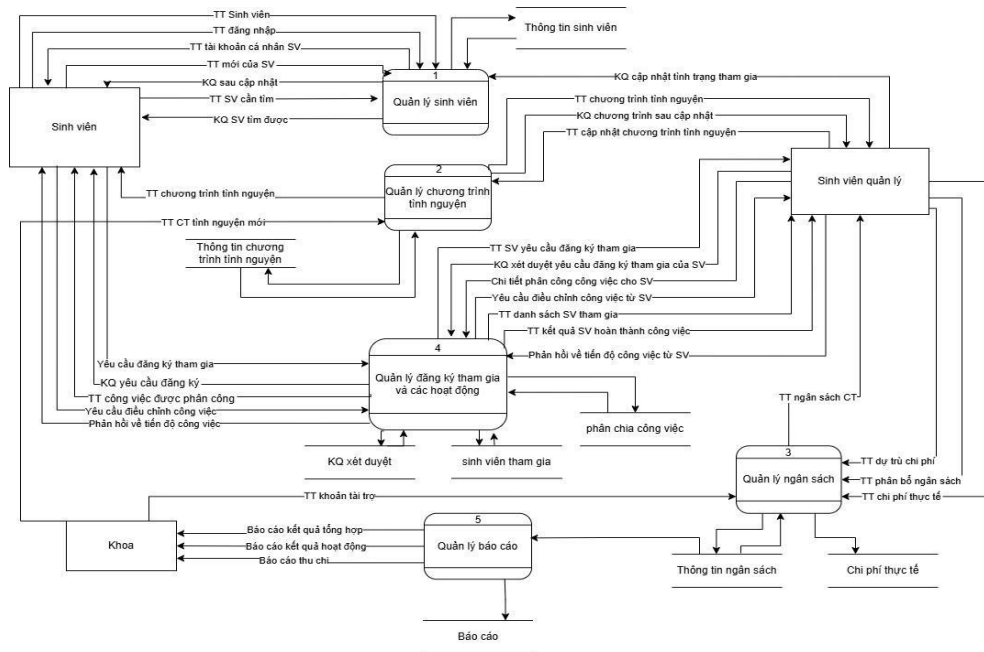 TT Sinh viên
TT đăng nhập
TT tài khoản cá nhân SV
TT mới của SV
KQ sau cập nhật
TT SV cần tìm
KQ SV tìm được
Thông tin sinh viên
1
Quản lý sinh viên
KQ cập nhật tình trạng tham gia
TT chương trình tình nguyện
KQ chương trình sau cập nhật
TT cập nhật chương trình tình nguyện
Sinh viên
Sinh viên quản lý
2
Quản lý chương trình
tình nguyện
TT chương trình tình nguyện
TT CT tình nguyện mới
Thông tin chương
trình tình nguyện
TT SV yêu cầu đăng ký tham gia
KQ xét duyệt yêu cầu đăng ký tham gia của SV
Chi tiết phân công công việc cho SV
Yêu cầu điều chỉnh công việc từ SV
TT danh sách SV tham gia
TT kết quả SV hoàn thành công việc
Phản hồi về tiến độ công việc từ SV
4
Quản lý đăng ký tham gia
và các hoạt động
Yêu cầu đăng ký tham gia
KQ yêu cầu đăng ký
TT công việc được phân công
Yêu cầu điều chỉnh công việc
Phản hồi về tiến độ công việc
TT ngân sách CT
phân chia công việc
KQ xét duyệt
sinh viên tham gia
3
Quản lý ngân sách
TT dự trù chi phí
TT phân bổ ngân sách
TT chi phí thực tế
TT khoản tài trợ
Khoa
Báo cáo kết quả tổng hợp
Báo cáo kết quả hoạt động
Báo cáo thu chi
5
Quản lý báo cáo
Thông tin ngân sách
Chi phí thực tế
Báo cáo